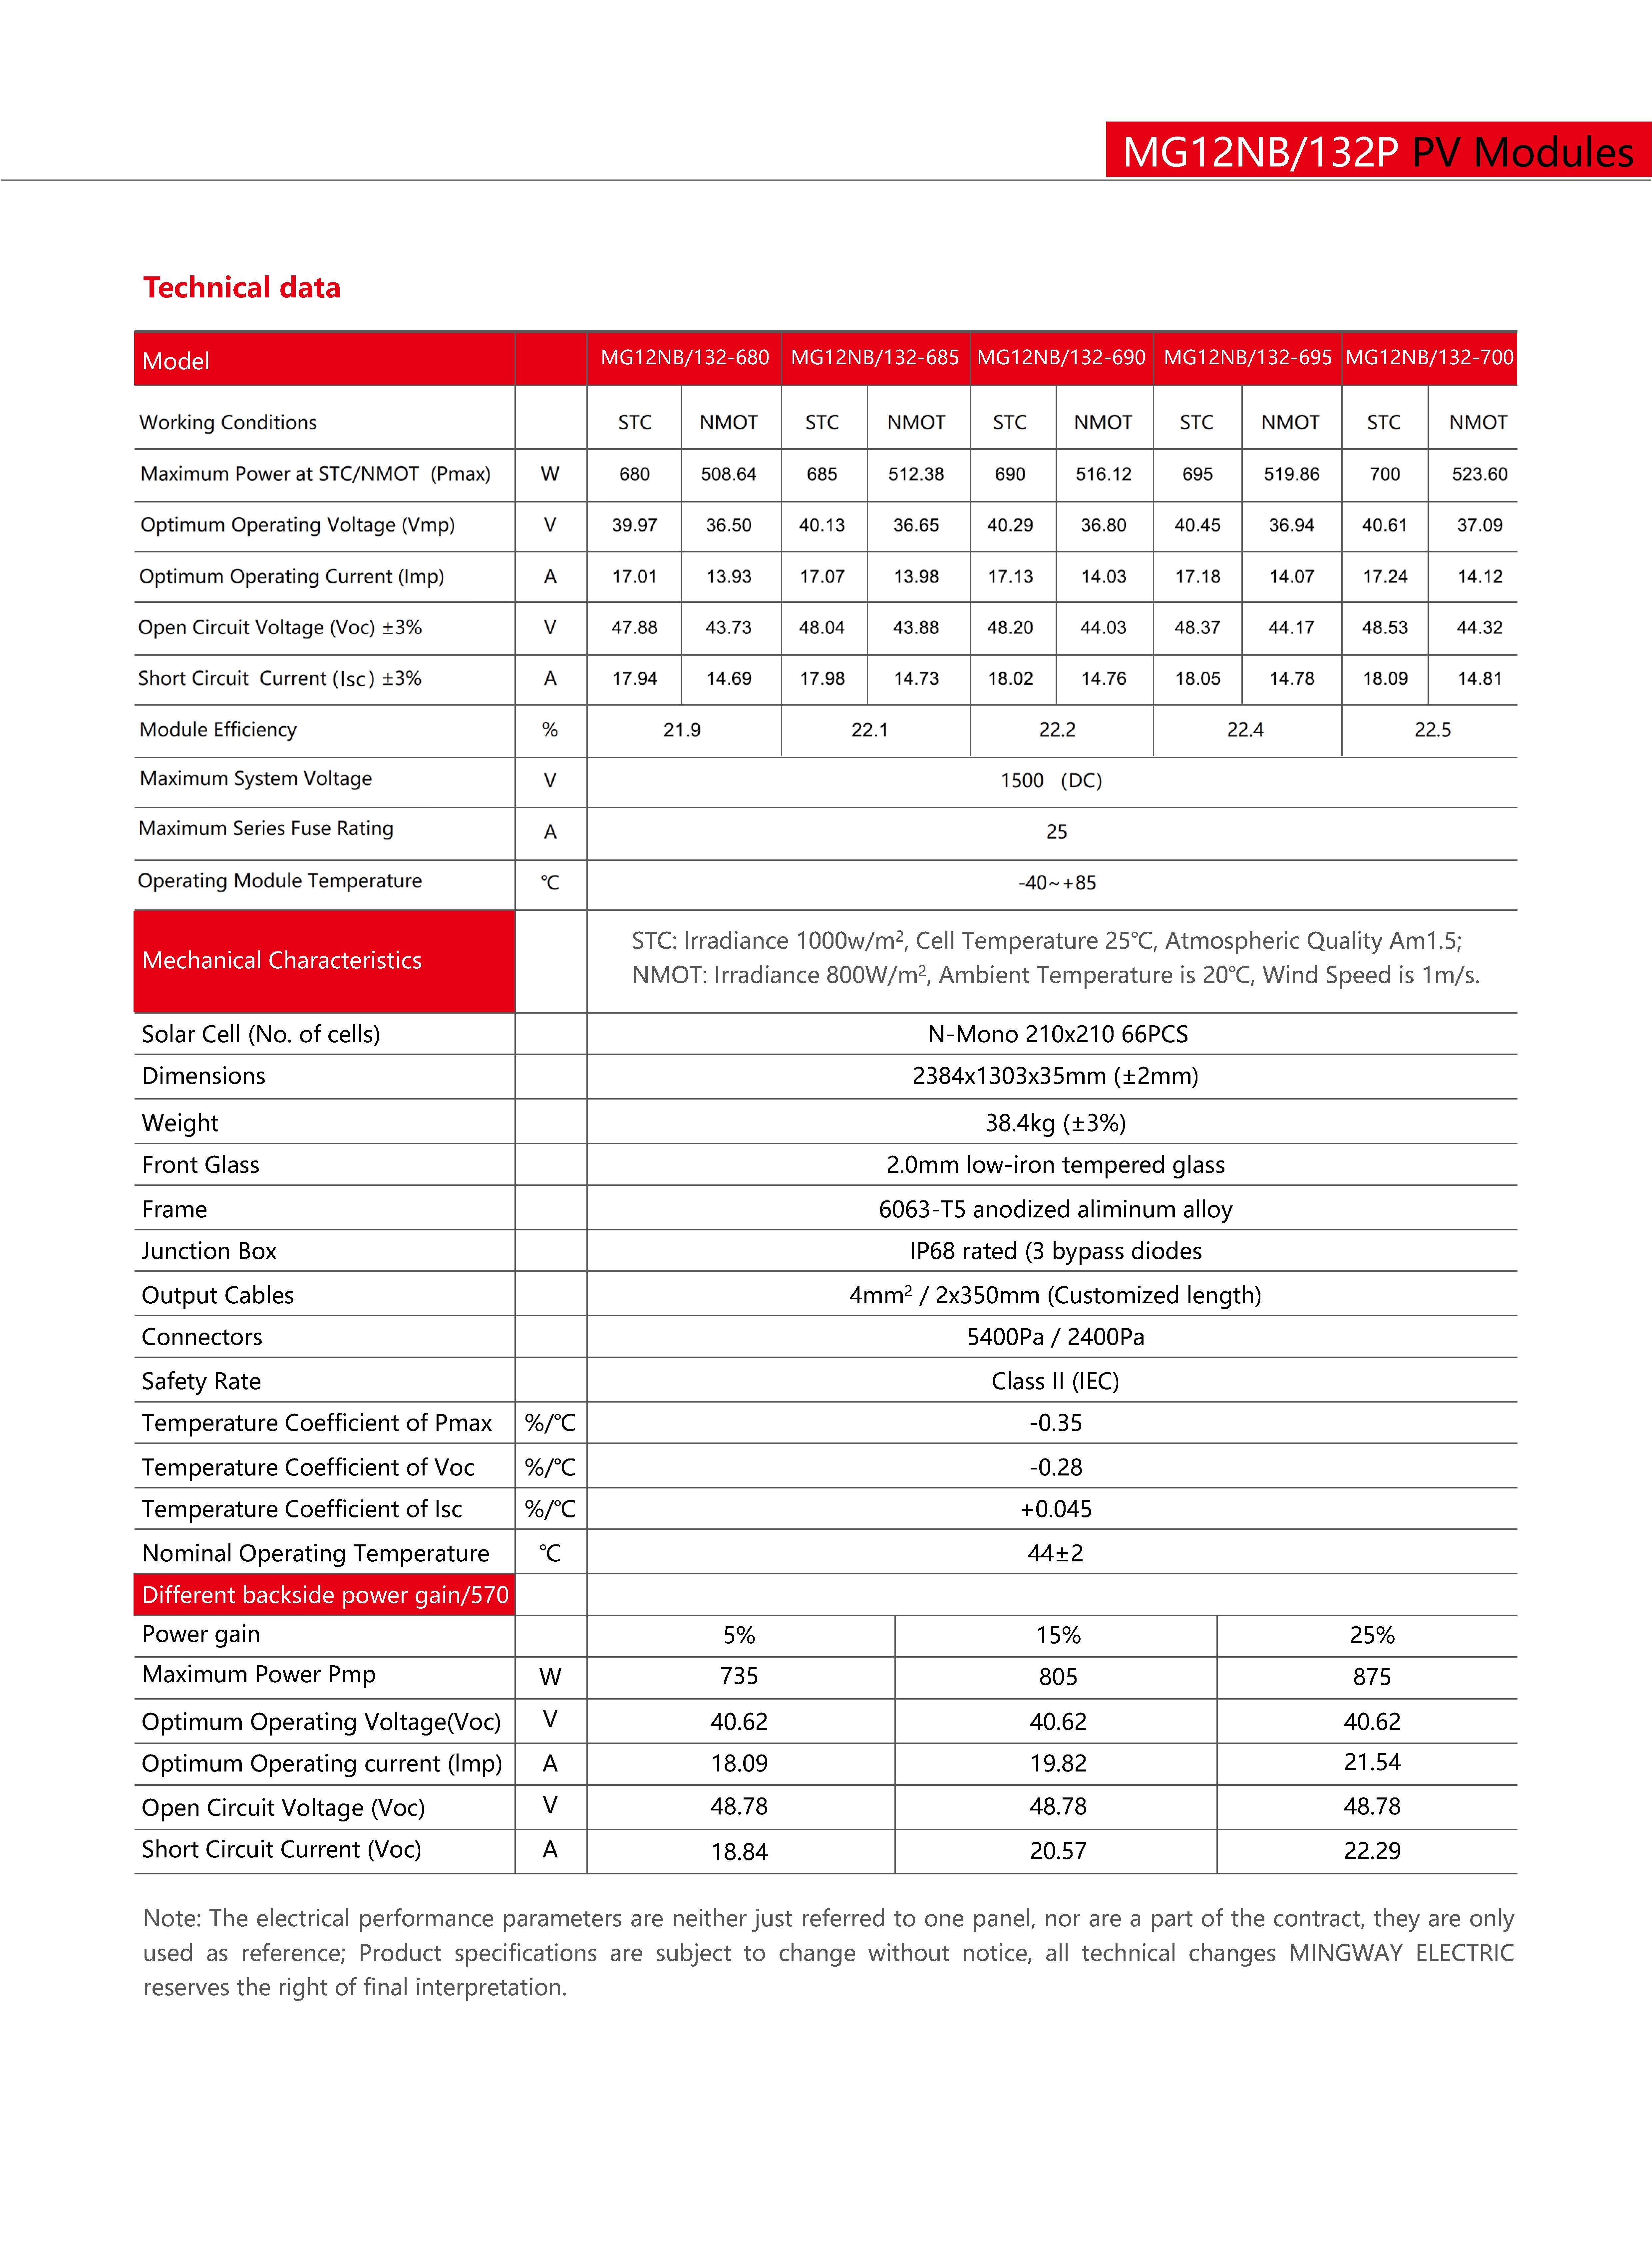 MG12NB/132P PV Modules
Technical data
Model MG12NB/132-680 MG12NB/132-685 MG12NB/132-690 MG12NB/132-695 MG12NB/132-700
Working Conditions STC NMOT STC NMOT STC NMOT STC NMOT STC NMOT
Maximum Power at STC/NMOT (Pmax) W 680 508.64 685 512.38 690 516.12 695 519.86 700 523.60
Optimum Operating Voltage (Vmp) V 39.97 36.50 40.13 36.65 40.29 36.80 40.45 36.94 40.61 37.09
Optimum Operating Current (Imp) A 17.01 13.93 17.07 13.98 17.13 14.03 17.18 14.07 17.24 14.12
Open Circuit Voltage (Voc) ±3% V 47.88 43.73 48.04 43.88 48.20 44.03 48.37 44.17 48.53 44.32
Short Circuit Current (Isc) ±3% A 17.94 14.69 17.98 14.73 18.02 14.76 18.05 14.78 18.09 14.81
Module Efficiency % 21.9 22.1 22.2 22.4 22.5
Maximum System Voltage V 1500 (DC)
Maximum Series Fuse Rating A 25
Operating Module Temperature ℃ -40~+85
Mechanical Characteristics
STC: Irradiance 1000w/m², Cell Temperature 25℃, Atmospheric Quality Am1.5;
NMOT: Irradiance 800W/m², Ambient Temperature is 20℃, Wind Speed is 1m/s.
Solar Cell (No. of cells) N-Mono 210x210 66PCS
Dimensions 2384x1303x35mm (±2mm)
Weight 38.4kg (±3%)
Front Glass 2.0mm low-iron tempered glass
Frame 6063-T5 anodized aliminum alloy
Junction Box IP68 rated (3 bypass diodes
Output Cables 4mm² / 2x350mm (Customized length)
Connectors 5400Pa / 2400Pa
Safety Rate Class II (IEC)
Temperature Coefficient of Pmax %/℃ -0.35
Temperature Coefficient of Voc %/℃ -0.28
Temperature Coefficient of Isc %/℃ +0.045
Nominal Operating Temperature ℃ 44±2
Different backside power gain/570
Power gain 5% 15% 25%
Maximum Power Pmp W 735 805 875
Optimum Operating Voltage(Voc) V 40.62 40.62 40.62
Optimum Operating current (lmp) A 18.09 19.82 21.54
Open Circuit Voltage (Voc) V 48.78 48.78 48.78
Short Circuit Current (Voc) A 18.84 20.57 22.29
Note: The electrical performance parameters are neither just referred to one panel, nor are a part of the contract, they are only
used as reference; Product specifications are subject to change without notice, all technical changes MINGWAY ELECTRIC
reserves the right of final interpretation.